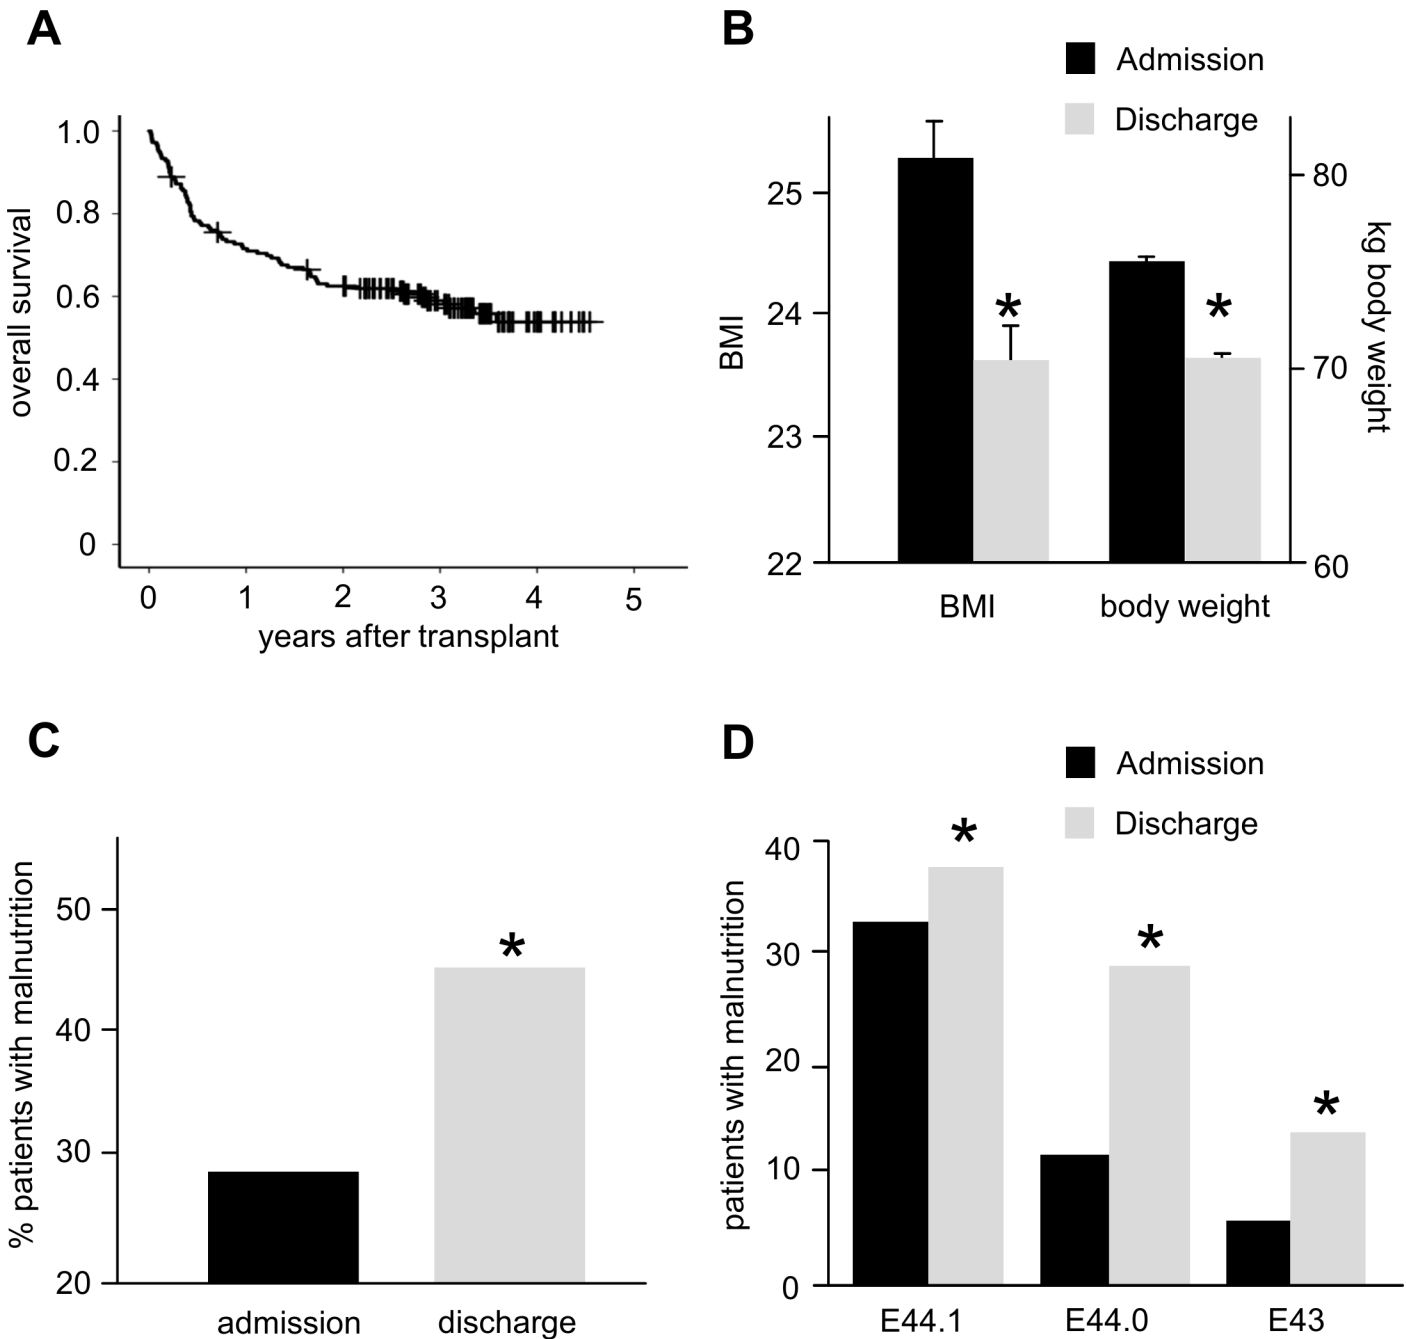 A
overall survival
1.0
0.8
0.6
0.4
0.2
0
0 1 2 3 4 5
years after transplant
B
Admission
Discharge
BMI
25
24
23
22
*
*
80
70
60
kg body weight
BMI body weight
C
% patients with malnutrition
50
40
30
20
*
admission discharge
D
Admission
Discharge
patients with malnutrition
40
30
20
10
0
*
*
*
E44.1 E44.0 E43